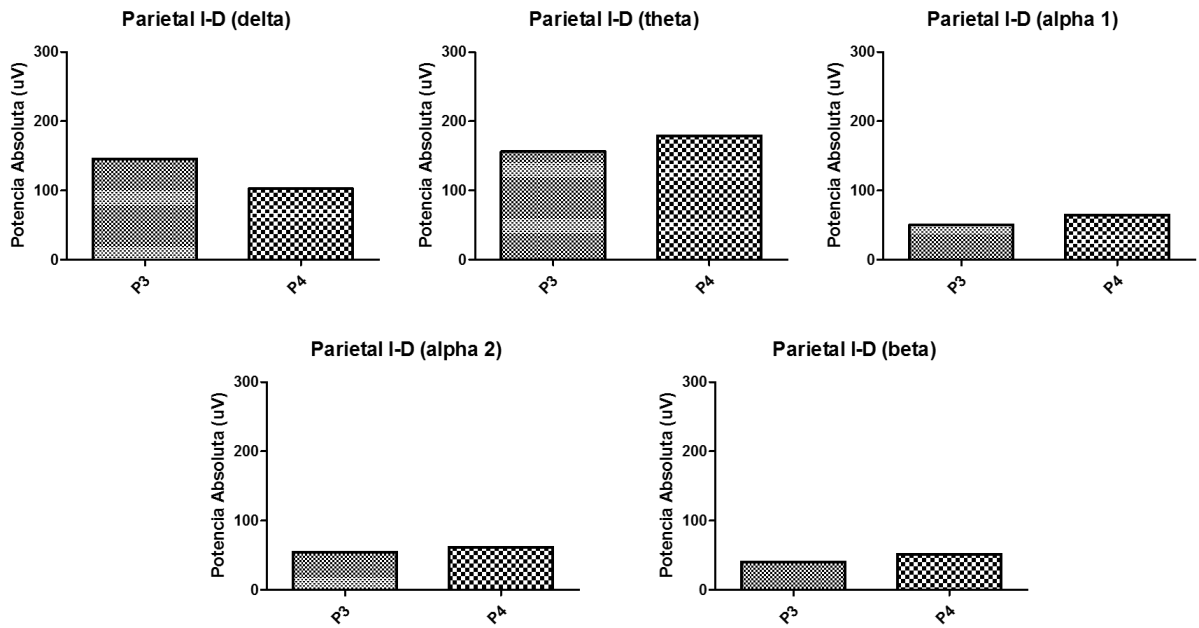 Parietal I-D (delta)
Potencia Absoluta (uV)
300
200
100
0
P3
P4
Parietal I-D (theta)
Potencia Absoluta (uV)
300
200
100
0
P3
P4
Parietal I-D (alpha 1)
Potencia Absoluta (uV)
300
200
100
0
P3
P4
Parietal I-D (alpha 2)
Potencia Absoluta (uV)
300
200
100
0
P3
P4
Parietal I-D (beta)
Potencia Absoluta (uV)
300
200
100
0
P3
P4